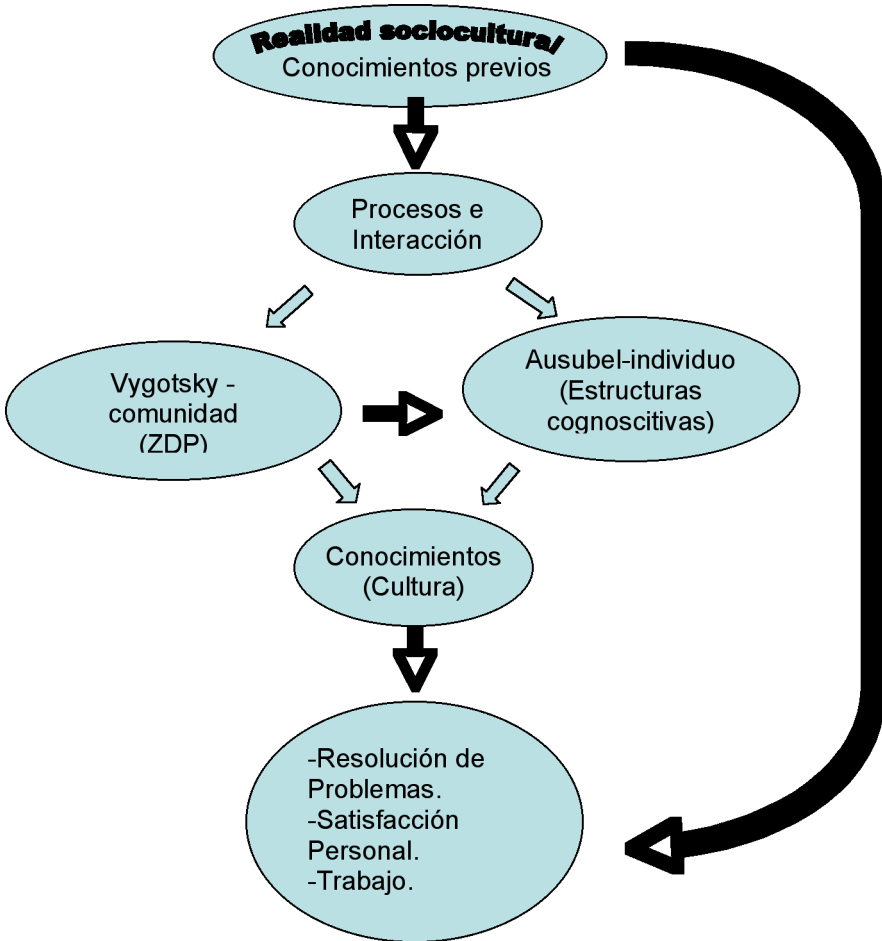 Realidad sociocultural/
Conocimientos previos
Procesos e
Interacción
Vygotsky -
comunidad
(ZDP)
Ausubel-individuo
(Estructuras
cognoscitivas)
Conocimientos
(Cultura)
-Resolución de
Problemas.
-Satisfacción
Personal.
-Trabajo.